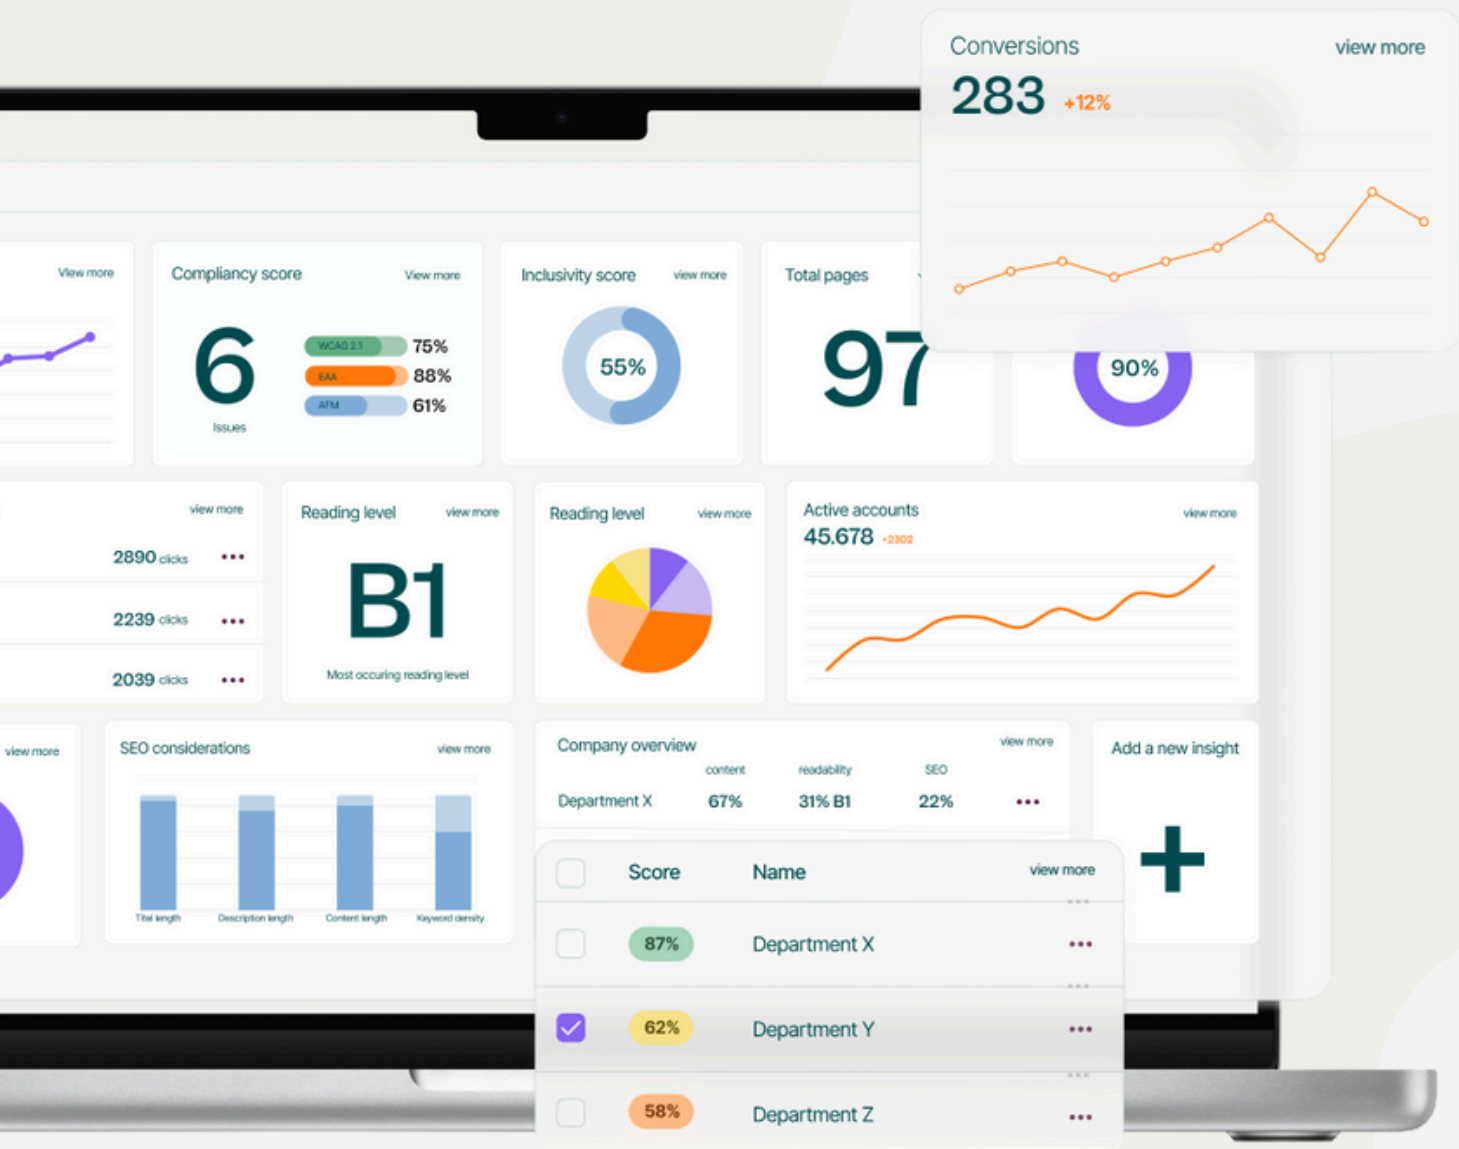 Conversions
view more
283 +12%
View more
Compliancy score
View more
6
Issues
WCAG 2.1 75%
EAA 88%
AFM 61%
Inclusivity score
view more
55%
Total pages
97
90%
view more
2890 clicks
2239 clicks
2039 clicks
Reading level
view more
B1
Most occuring reading level
Reading level
view more
Active accounts
view more
45.678 +2302
view more
SEO considerations
view more
Titel length
Description length
Content length
Keyword density
Company overview
view more
content readability SEO
Department X 67% 31% B1 22%
Add a new insight
+
Score Name view more
87% Department X
62% Department Y
58% Department Z